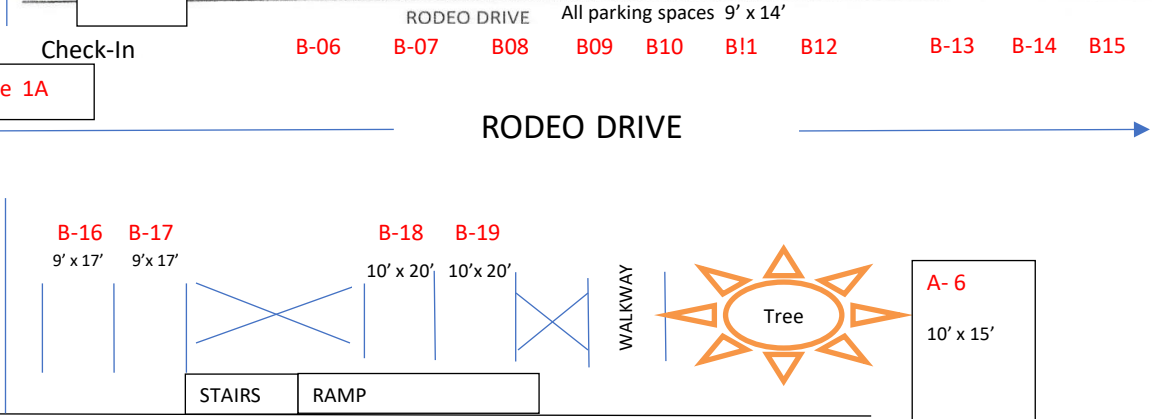 RODEO DRIVE All parking spaces 9’ x 14’
Check-In B-06 B-07 B08 B09 B10 B!1 B12 B-13 B-14 B15
e 1A
RODEO DRIVE
B-16 B-17 B-18 B-19
9’ x 17’ 9’x 17’ 10’ x 20’ 10’x 20’
WALKWAY
Tree
A- 6
10’ x 15’
STAIRS RAMP